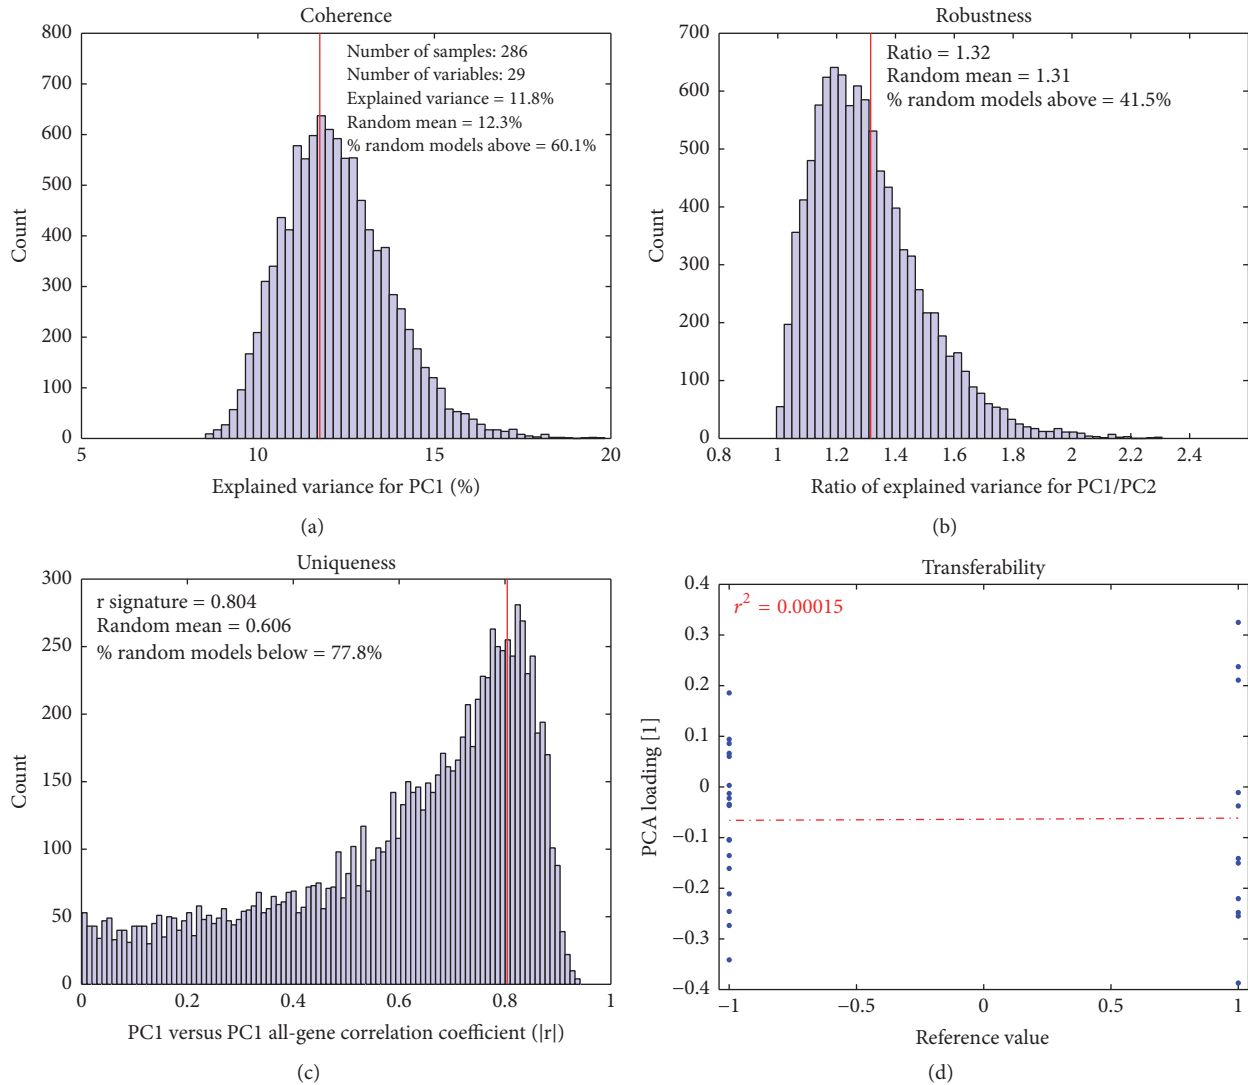 Coherence
800
700
600
500
400
300
200
100
0
Count
Number of samples: 286
Number of variables: 29
Explained variance = 11.8%
Random mean = 12.3%
% random models above = 60.1%
5 10 15 20
Explained variance for PC1 (%)
(a)
Robustness
700
600
500
400
300
200
100
0
Count
Ratio = 1.32
Random mean = 1.31
% random models above = 41.5%
0.8 1 1.2 1.4 1.6 1.8 2 2.2 2.4
Ratio of explained variance for PC1/PC2
(b)
Uniqueness
300
250
200
150
100
50
0
Count
r signature = 0.804
Random mean = 0.606
% random models below = 77.8%
0 0.2 0.4 0.6 0.8 1
PC1 versus PC1 all-gene correlation coefficient (|r|)
(c)
Transferability
0.4
0.3
0.2
0.1
0
−0.1
−0.2
−0.3
−0.4
PCA loading [1]
r² = 0.00015
−1 −0.5 0 0.5 1
Reference value
(d)